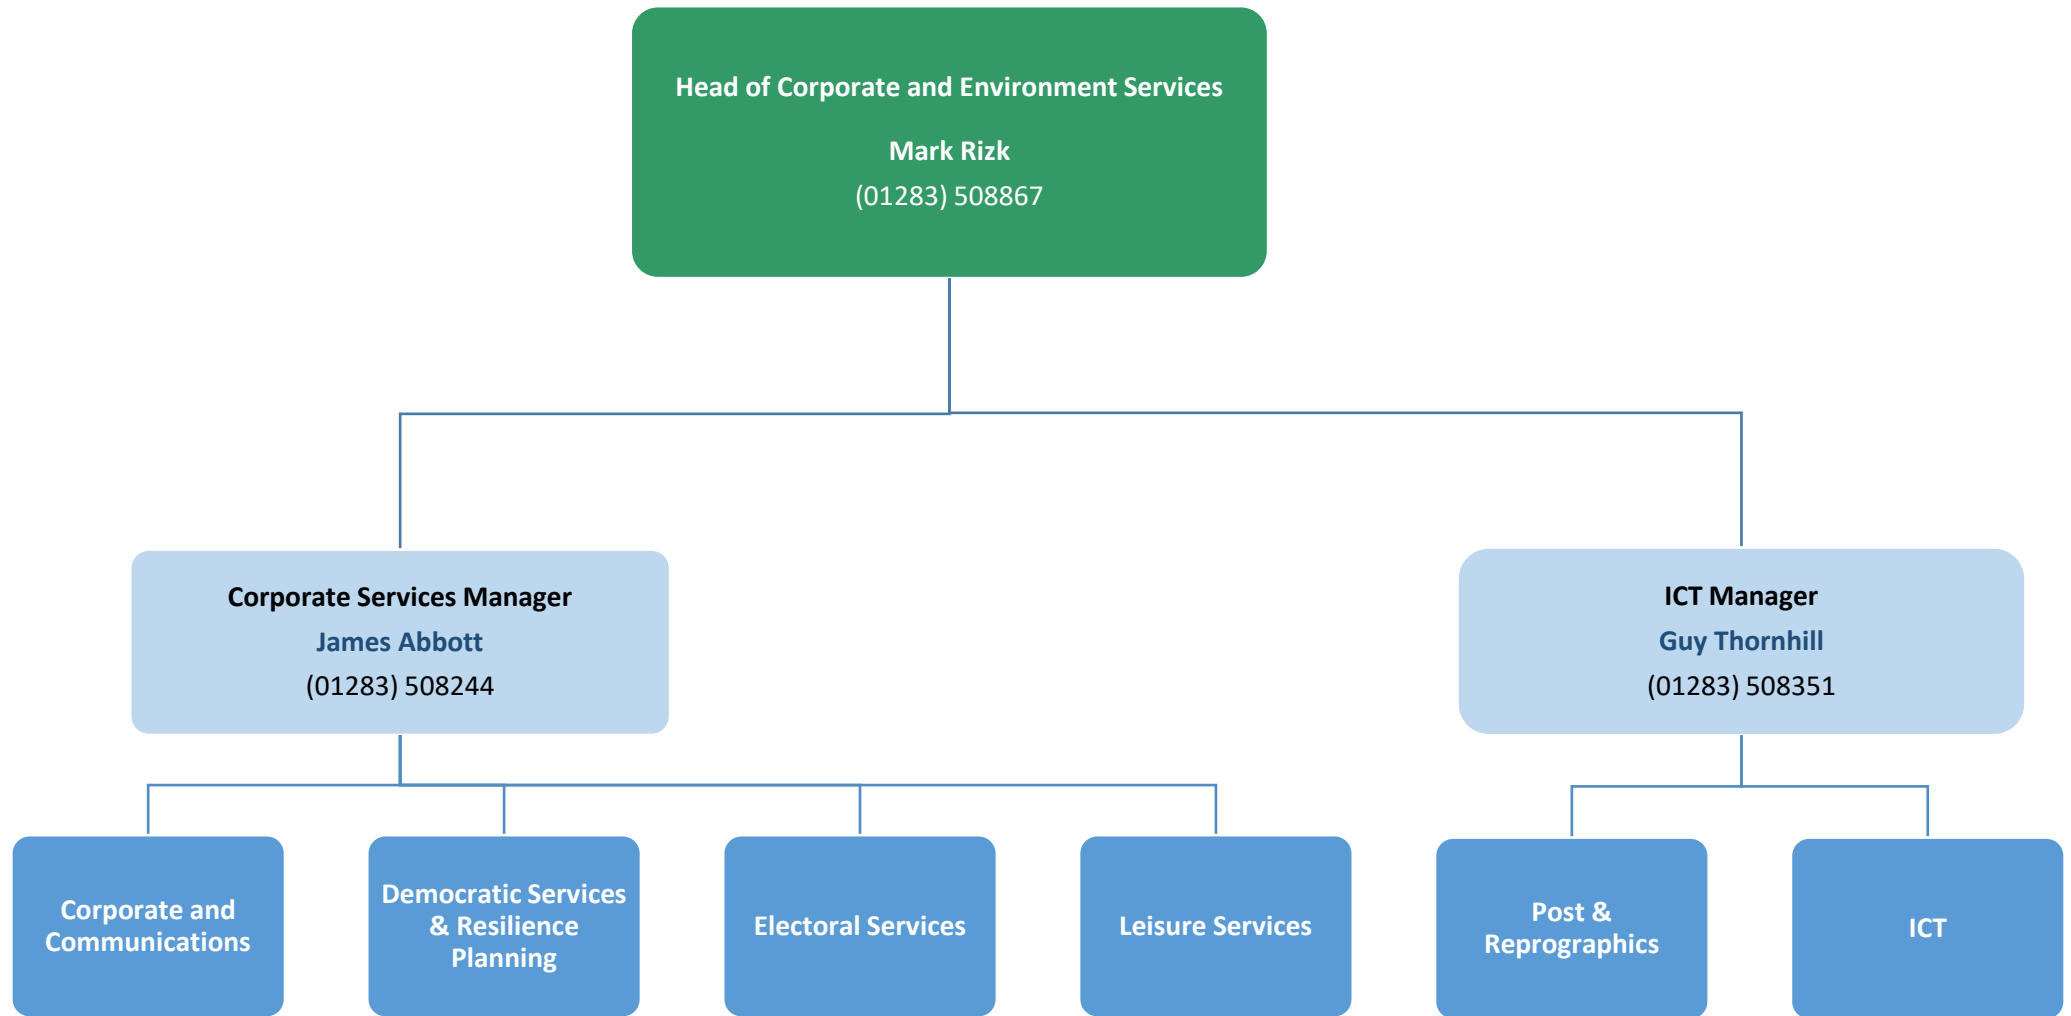 Head of Corporate and Environment Services
Mark Rizk
(01283) 508867
Corporate Services Manager
James Abbott
(01283) 508244
ICT Manager
Guy Thornhill
(01283) 508351
Corporate and
Communications
Democratic Services
& Resilience
Planning
Electoral Services
Leisure Services
Post &
Reprographics
ICT